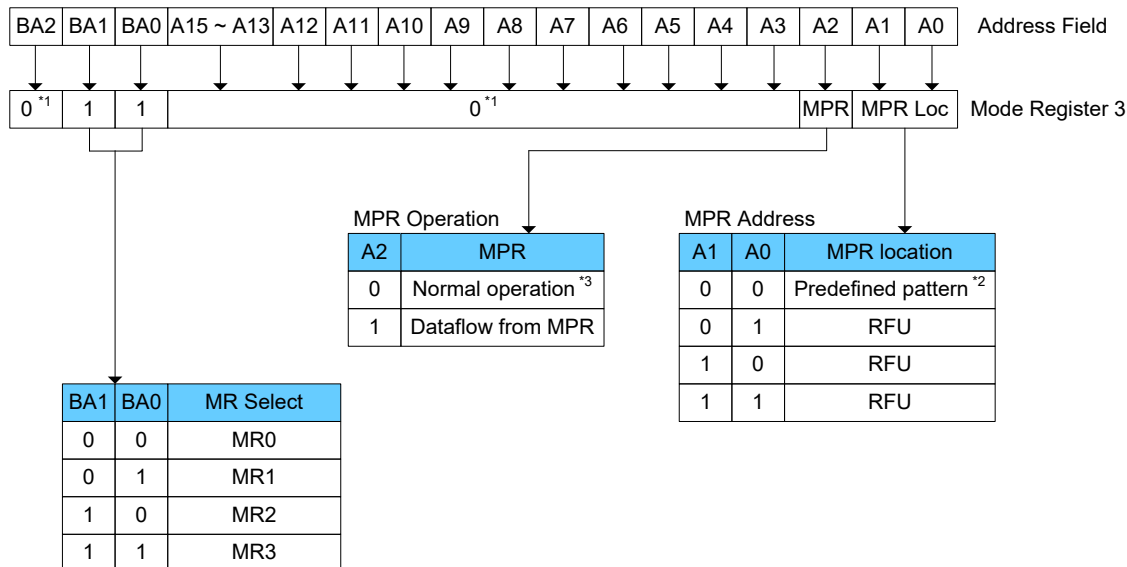 BA2 BA1 BA0 A15 ~ A13 A12 A11 A10 A9 A8 A7 A6 A5 A4 A3 A2 A1 A0 Address Field
0 *1 1 1 0 *1 MPR MPR Loc Mode Register 3
MPR Operation
A2 MPR
0 Normal operation *3
1 Dataflow from MPR
MPR Address
A1 A0 MPR location
0 0 Predefined pattern *2
0 1 RFU
1 0 RFU
1 1 RFU
BA1 BA0 MR Select
0 0 MR0
0 1 MR1
1 0 MR2
1 1 MR3